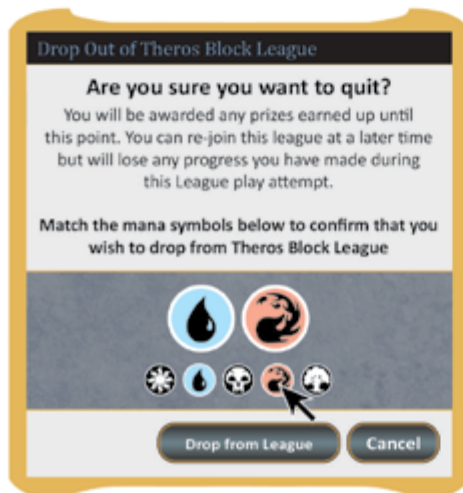 Drop Out of Theros Block League
Are you sure you want to quit?
You will be awarded any prizes earned up until
this point. You can re-join this league at a later time
but will lose any progress you have made during
this League play attempt.
Match the mana symbols below to confirm that you
wish to drop from Theros Block League
Drop from League
Cancel